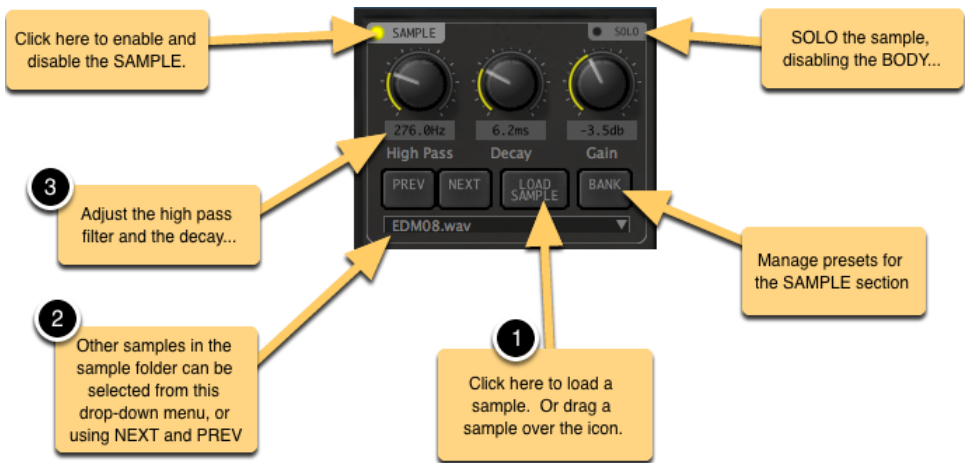 Click here to enable and
disable the SAMPLE.
SAMPLE
SOLO
SOLO the sample,
disabling the BODY...
276.0Hz
6.2ms
-3.5db
High Pass
Decay
Gain
PREV
NEXT
LOAD
SAMPLE
BANK
EDM08.wav
3
Adjust the high pass
filter and the decay...
Manage presets for
the SAMPLE section
2
Other samples in the
sample folder can be
selected from this
drop-down menu, or
using NEXT and PREV
1
Click here to load a
sample. Or drag a
sample over the icon.